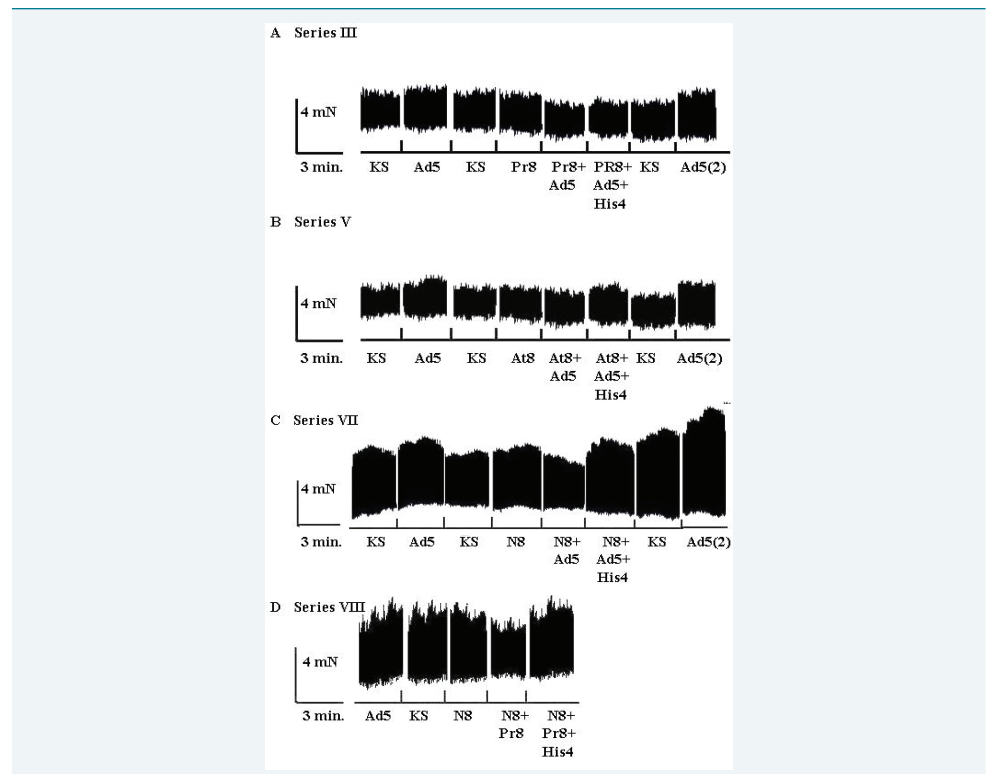 A Series III
4 mN
3 min. KS Ad5 KS Pr8 Pr8+ PR8+ KS Ad5(2)
Ad5 Ad5+
His4
B Series V
4 mN
3 min. KS Ad5 KS At8 At8+ At8+ KS Ad5(2)
Ad5 Ad5+
His4
C Series VII
4 mN
3 min. KS Ad5 KS N8 N8+ N8+ KS Ad5(2)
Ad5 Ad5+
His4
D Series VIII
4 mN
3 min. Ad5 KS N8 N8+ N8+
Pr8 Pr8+
His4